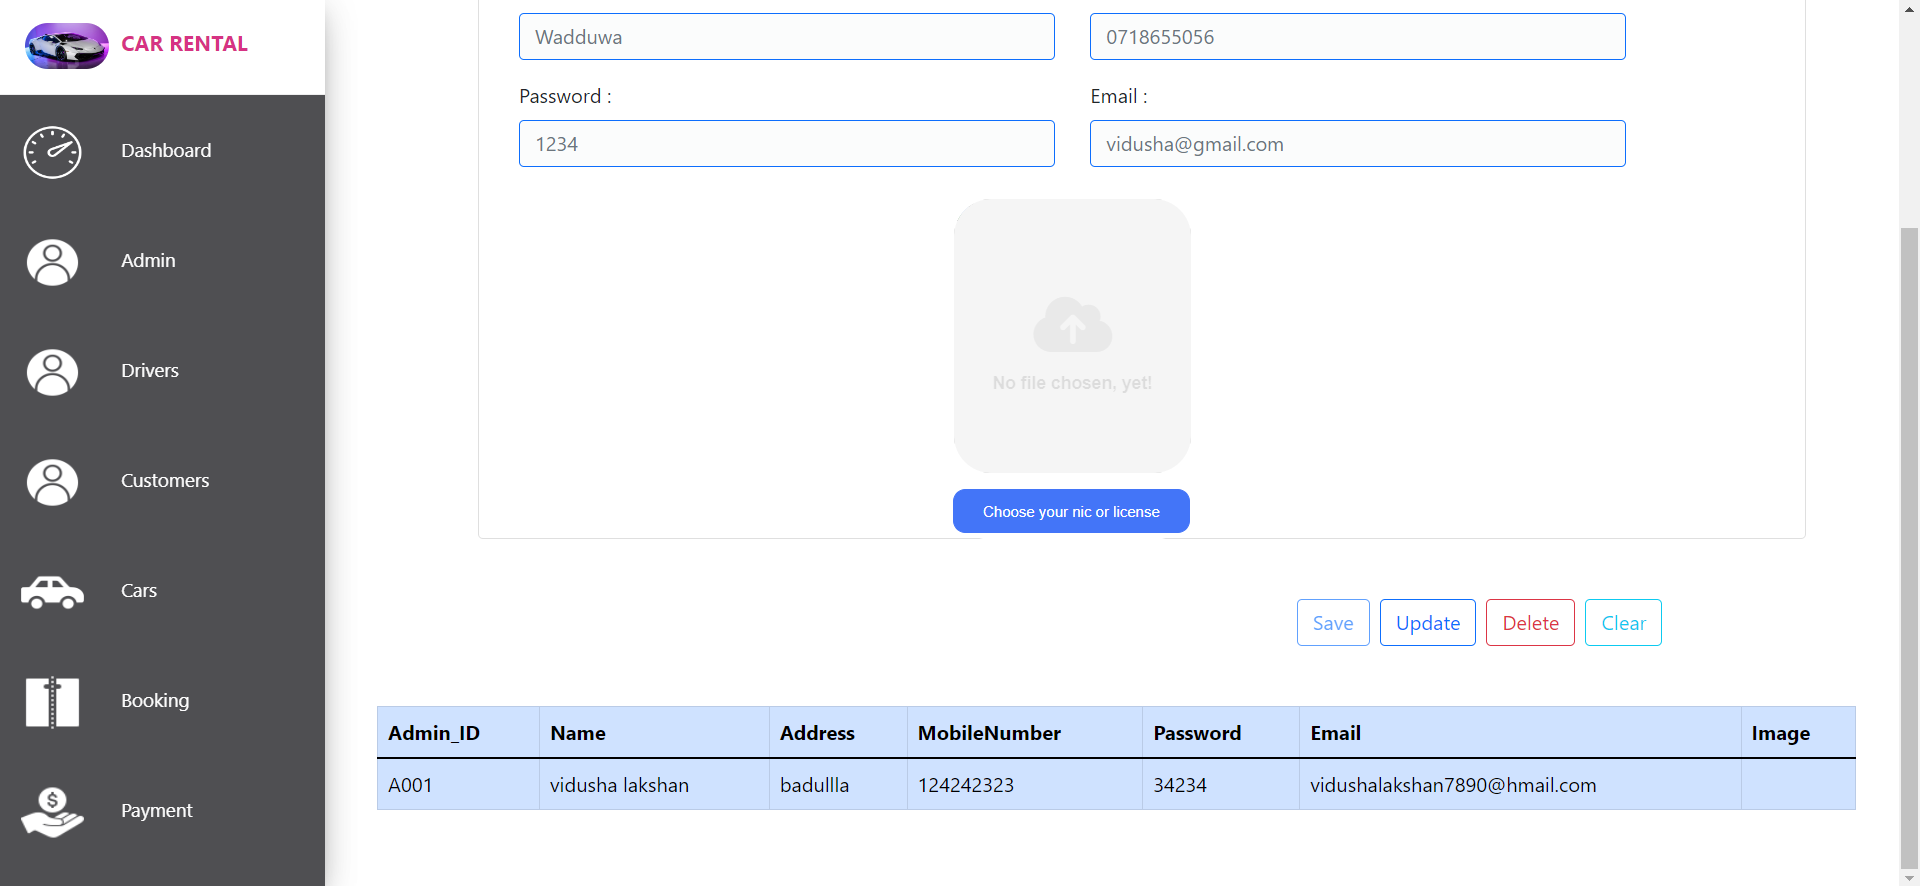 CAR RENTAL
Dashboard
Admin
Drivers
Customers
Cars
Booking
$
Payment
Wadduwa 0718655056
Password : Email :
1234 vidusha@gmail.com
No file chosen, yet!
Choose your nic or license
Save Update Delete Clear
Admin_ID Name Address MobileNumber Password Email Image
A001 vidusha lakshan badullla 124242323 34234 vidushalakshan7890@hmail.com